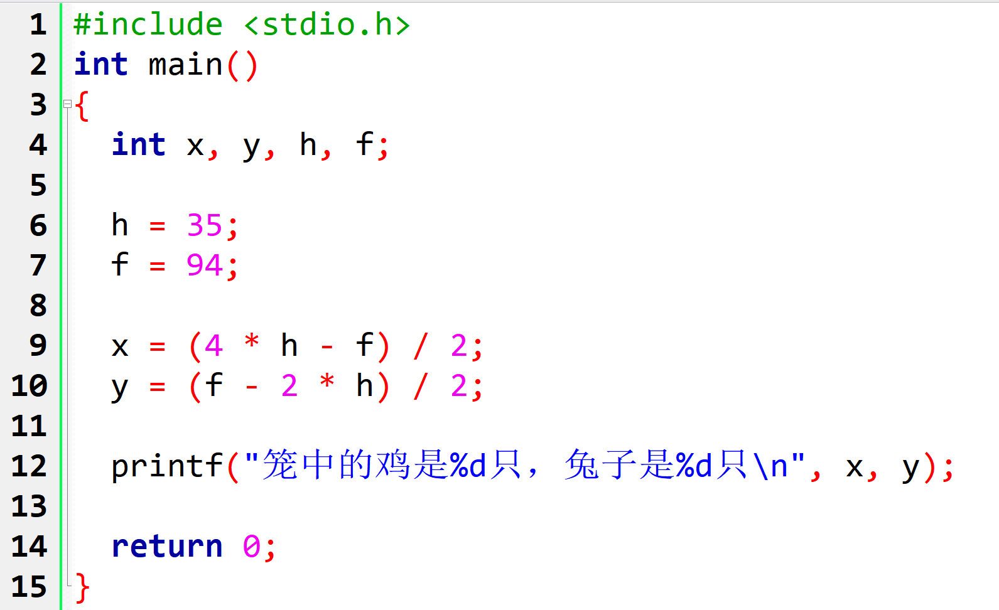 1 #include <stdio.h>
2 int main()
3 {
4 int x, y, h, f;
5
6 h = 35;
7 f = 94;
8
9 x = (4 * h - f) / 2;
10 y = (f - 2 * h) / 2;
11
12 printf("笼中的鸡是%d只，兔子是%d只\n", x, y);
13
14 return 0;
15 }